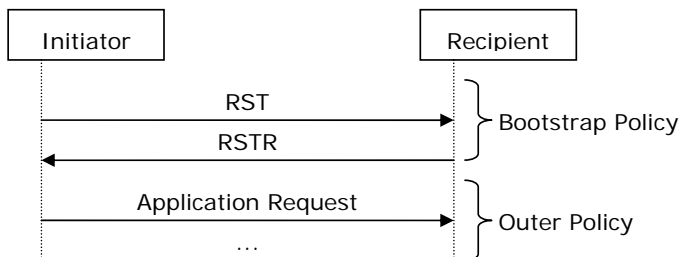 Initiator
Recipient
RST
Bootstrap Policy
RSTR
Application Request
Outer Policy
...